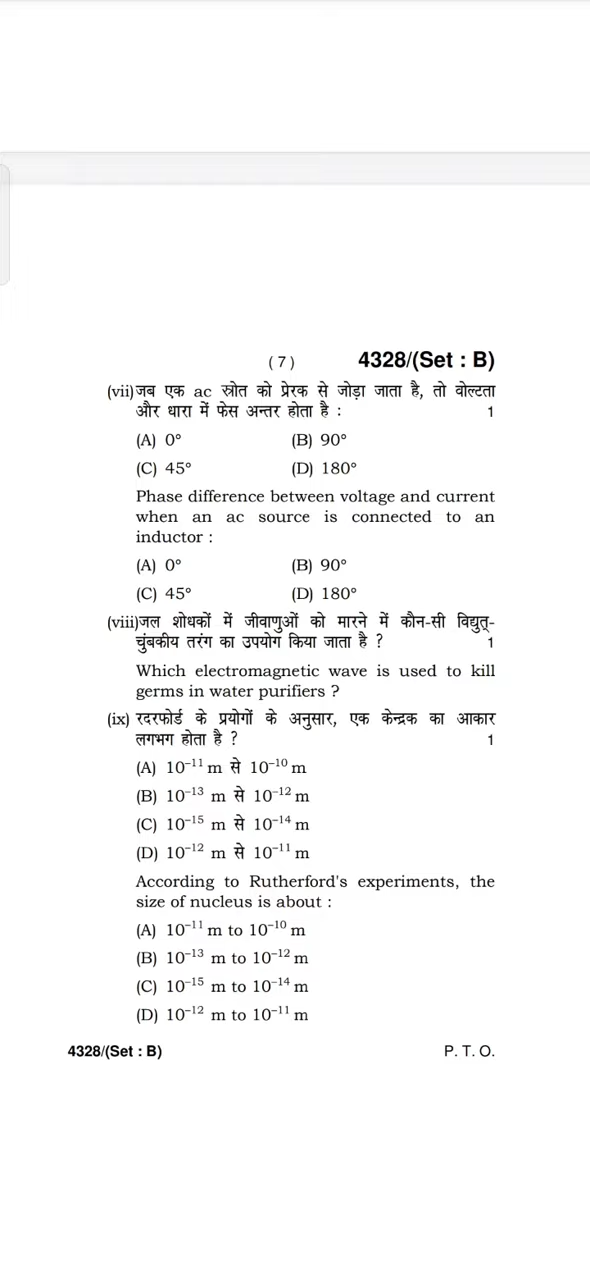 ( 7 ) 4328/(Set : B)
(vii) जब एक ac स्रोत को प्रेरक से जोड़ा जाता है, तो वोल्टता
और धारा में फेस अन्तर होता है : 1
(A) 0° (B) 90°
(C) 45° (D) 180°
Phase difference between voltage and current
when an ac source is connected to an
inductor :
(A) 0° (B) 90°
(C) 45° (D) 180°
(viii) जल शोधकों में जीवाणुओं को मारने में कौन-सी विद्युत्-
चुंबकीय तरंग का उपयोग किया जाता है ? 1
Which electromagnetic wave is used to kill
germs in water purifiers ?
(ix) रदरफोर्ड के प्रयोगों के अनुसार, एक केन्द्रक का आकार
लगभग होता है ? 1
(A) 10⁻¹¹ m से 10⁻¹⁰ m
(B) 10⁻¹³ m से 10⁻¹² m
(C) 10⁻¹⁵ m से 10⁻¹⁴ m
(D) 10⁻¹² m से 10⁻¹¹ m
According to Rutherford's experiments, the
size of nucleus is about :
(A) 10⁻¹¹ m to 10⁻¹⁰ m
(B) 10⁻¹³ m to 10⁻¹² m
(C) 10⁻¹⁵ m to 10⁻¹⁴ m
(D) 10⁻¹² m to 10⁻¹¹ m
4328/(Set : B) P. T. O.